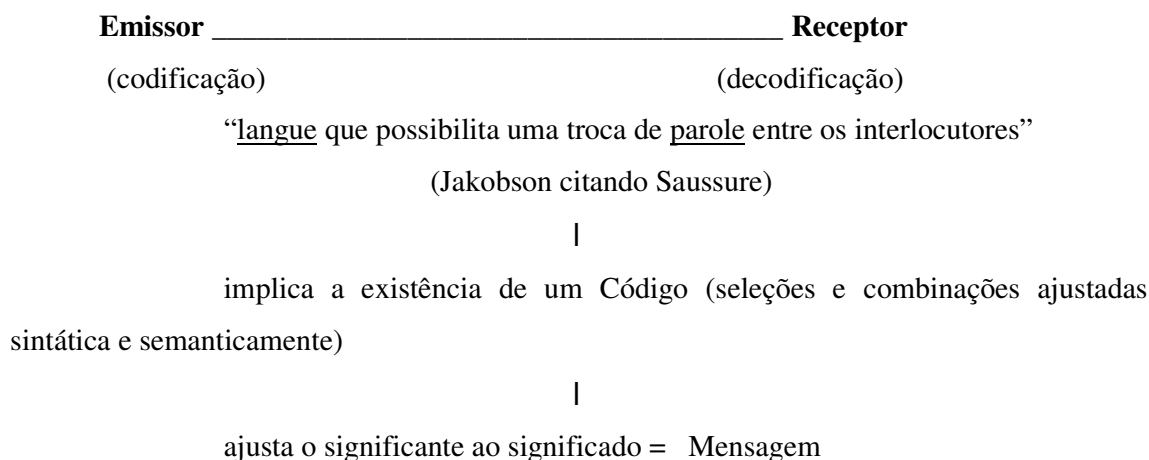 Emissor ______________________________________ Receptor
(codificação) (decodificação)
“langue que possibilita uma troca de parole entre os interlocutores”
(Jakobson citando Saussure)
|
implica a existência de um Código (seleções e combinações ajustadas
sintática e semanticamente)
|
ajusta o significante ao significado = Mensagem